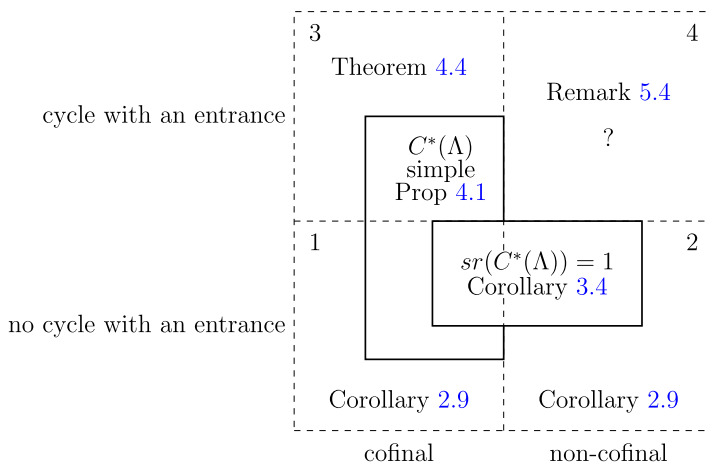 3
4
Theorem 4.4
Remark 5.4
cycle with an entrance
?
C*(Λ)
simple
Prop 4.1
1
2
sr(C*(Λ)) = 1
Corollary 3.4
no cycle with an entrance
Corollary 2.9
Corollary 2.9
cofinal
non-cofinal